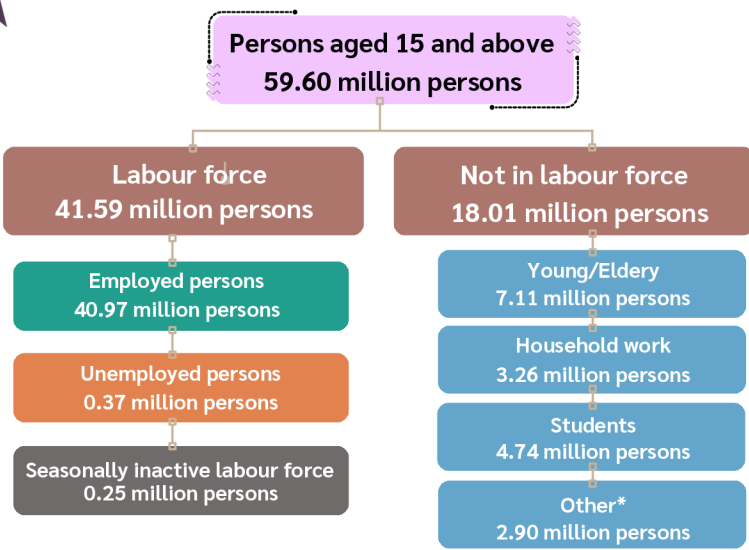 Persons aged 15 and above
59.60 million persons
Labour force
41.59 million persons
Employed persons
40.97 million persons
Unemployed persons
0.37 million persons
Seasonally inactive labour force
0.25 million persons
Not in labour force
18.01 million persons
Young/Eldery
7.11 million persons
Household work
3.26 million persons
Students
4.74 million persons
Other*
2.90 million persons